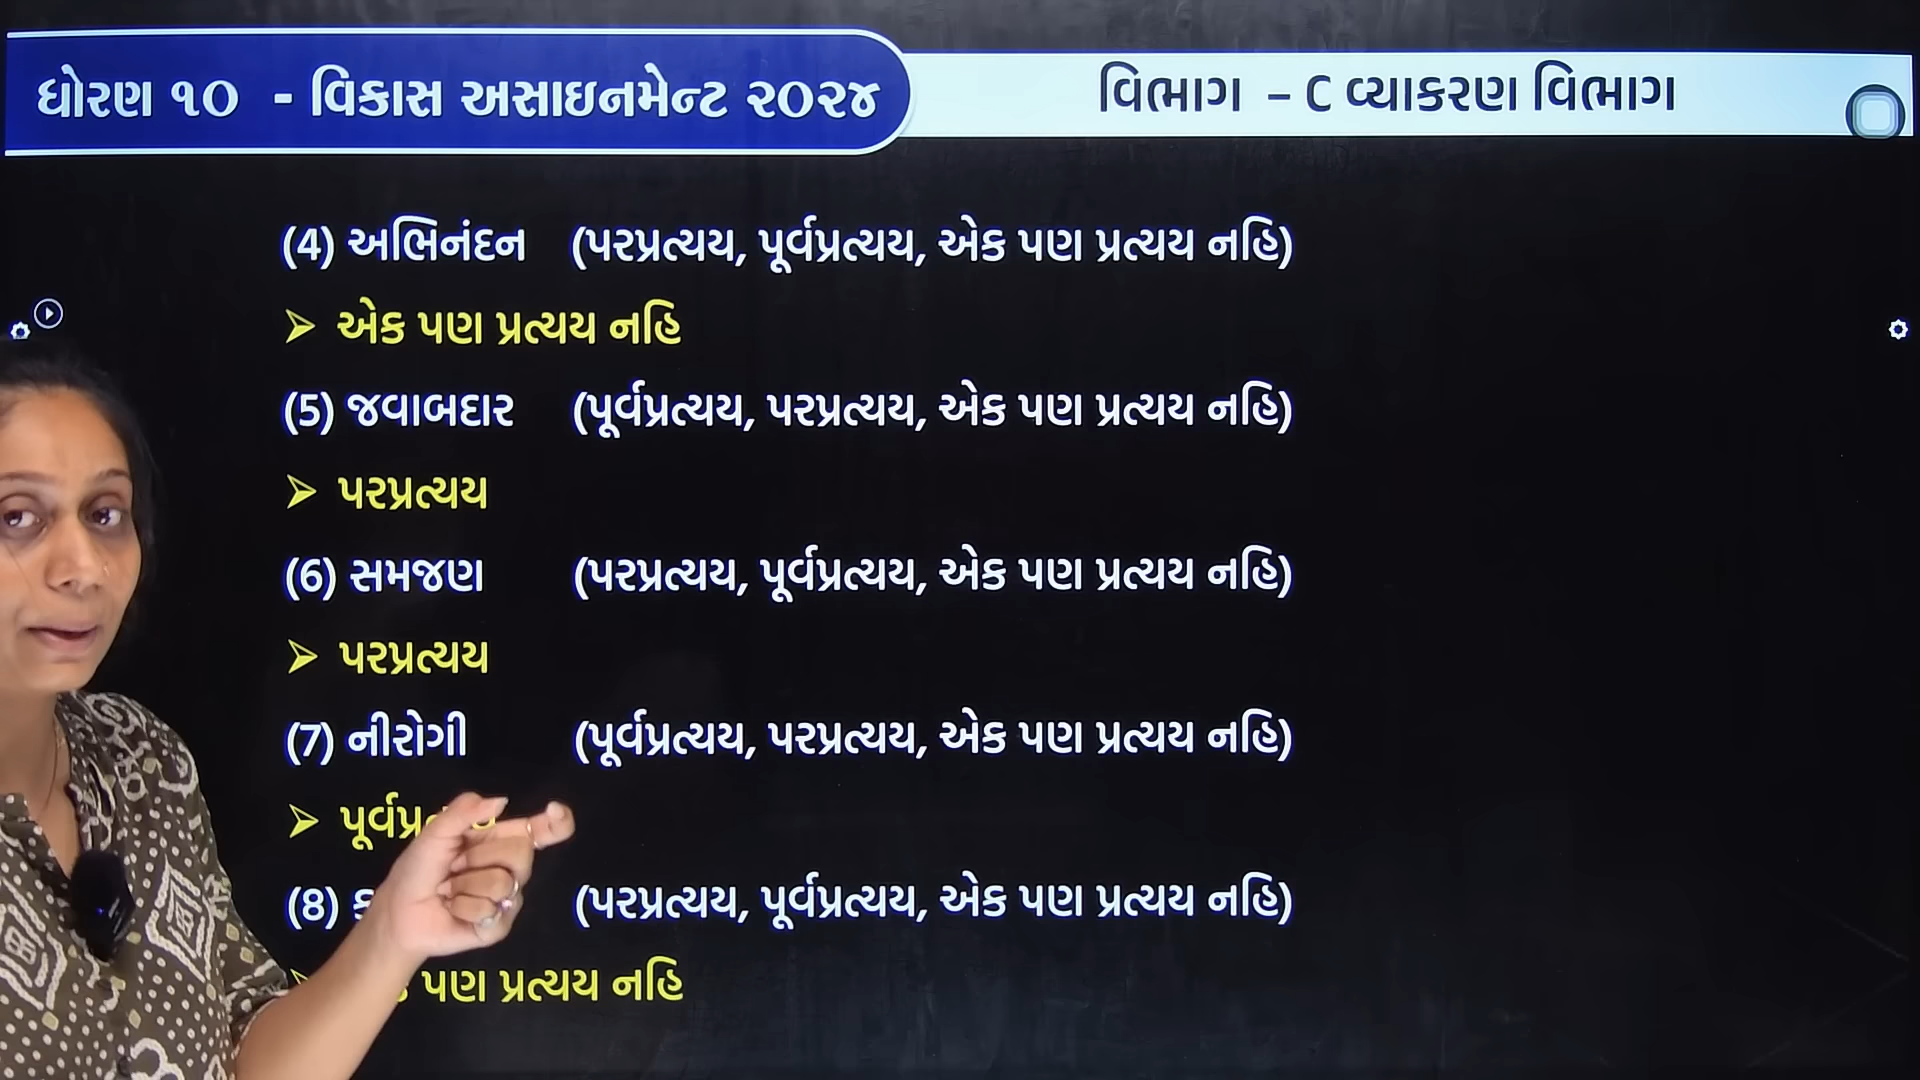 ધોરણ ૧૦ - વિકાસ અસાઇનમેન્ટ ૨૦૨૪
વિભાગ – C વ્યાકરણ વિભાગ
(4) અભિનંદન (પરપ્રત્યય, પૂર્વપ્રત્યય, એક પણ પ્રત્યય નહિ)
➢ એક પણ પ્રત્યય નહિ
(5) જવાબદાર (પૂર્વપ્રત્યય, પરપ્રત્યય, એક પણ પ્રત્યય નહિ)
➢ પરપ્રત્યય
(6) સમજણ (પરપ્રત્યય, પૂર્વપ્રત્યય, એક પણ પ્રત્યય નહિ)
➢ પરપ્રત્યય
(7) નીરોગી (પૂર્વપ્રત્યય, પરપ્રત્યય, એક પણ પ્રત્યય નહિ)
➢
(8) (પરપ્રત્યય, પૂર્વપ્રત્યય, એક પણ પ્રત્યય નહિ)
પણ પ્રત્યય નહિ